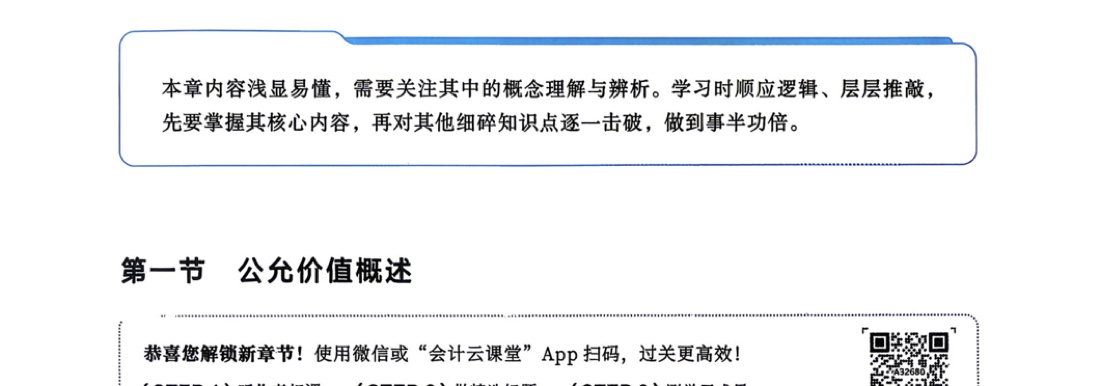 本章内容浅显易懂，需要关注其中的概念理解与辨析。学习时顺应逻辑、层层推敲，
先要掌握其核心内容，再对其他细碎知识点逐一击破，做到事半功倍。
第一节　公允价值概述
恭喜您解锁新章节！使用微信或“会计云课堂”App 扫码，过关更高效！
A32680